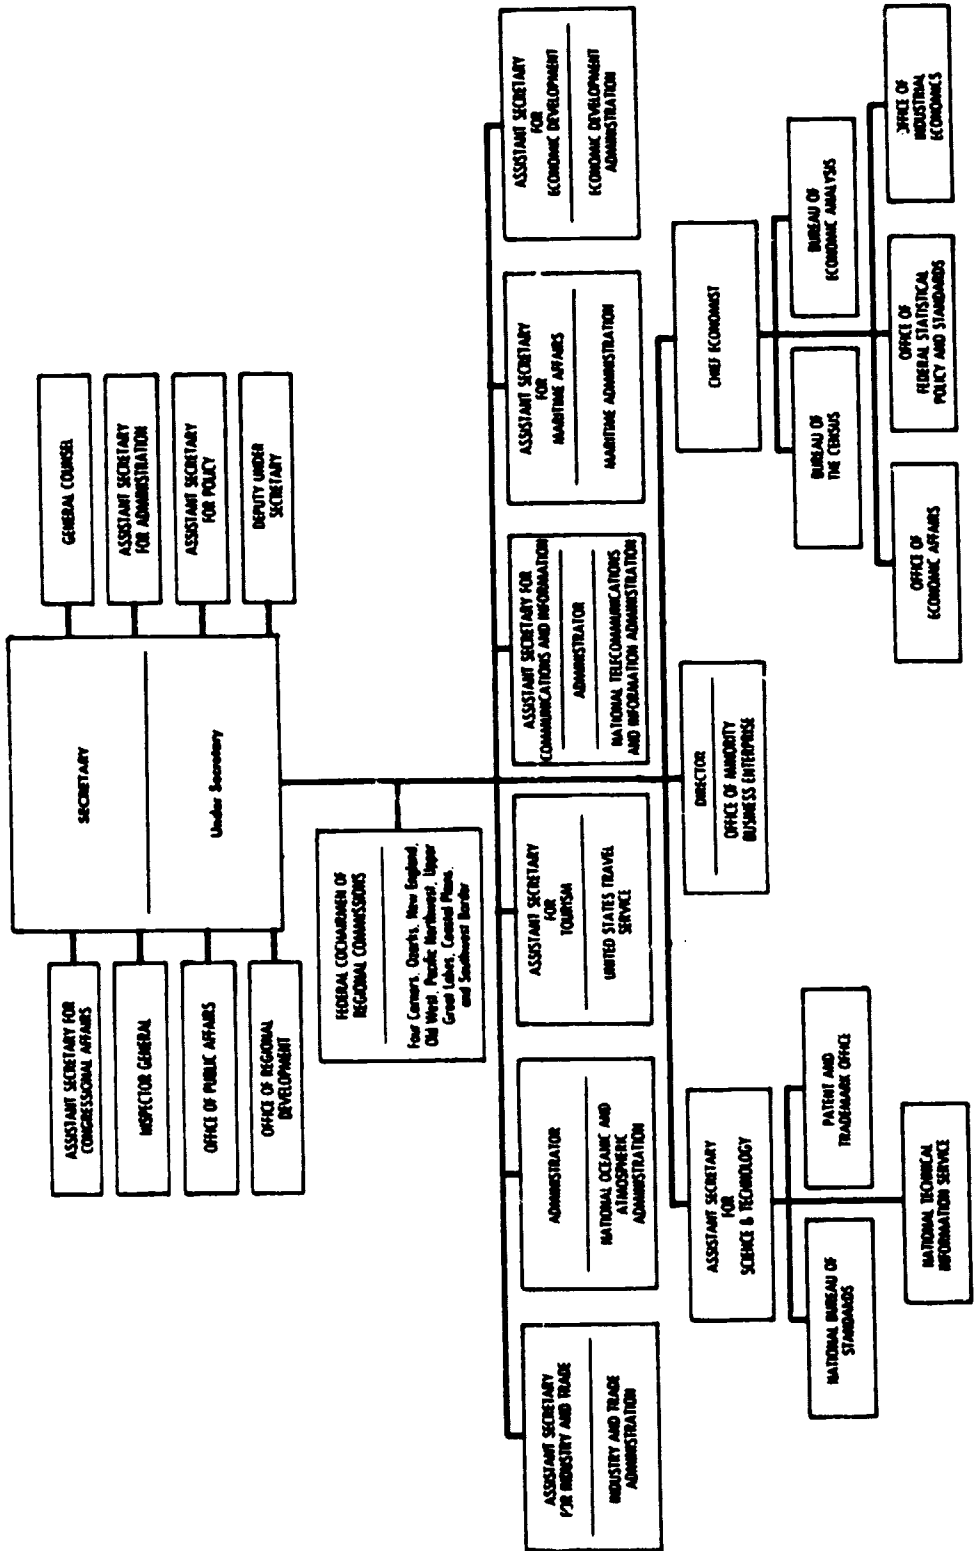 SECRETARY
Under Secretary
ASSISTANT SECRETARY FOR
CONGRESSIONAL AFFAIRS
INSPECTOR GENERAL
OFFICE OF PUBLIC AFFAIRS
OFFICE OF REGIONAL
DEVELOPMENT
GENERAL COUNSEL
ASSISTANT SECRETARY
FOR ADMINISTRATION
ASSISTANT SECRETARY
FOR POLICY
DEPUTY UNDER
SECRETARY
FEDERAL COCHAIRMEN OF
REGIONAL COMMISSIONS
Four Corners, Ozarks, New England,
Old West, Pacific Northwest, Upper
Great Lakes, Coastal Plains,
and Southwest Border
ASSISTANT SECRETARY
FOR INDUSTRY AND TRADE
INDUSTRY AND TRADE
ADMINISTRATION
ADMINISTRATOR
NATIONAL OCEANIC AND
ATMOSPHERIC
ADMINISTRATION
ASSISTANT SECRETARY
FOR
TOURISM
UNITED STATES TRAVEL
SERVICE
ASSISTANT SECRETARY FOR
COMMUNICATIONS AND INFORMATION
ADMINISTRATOR
NATIONAL TELECOMMUNICATIONS
AND INFORMATION ADMINISTRATION
ASSISTANT SECRETARY
FOR
MARITIME AFFAIRS
MARITIME ADMINISTRATION
ASSISTANT SECRETARY
FOR
ECONOMIC DEVELOPMENT
ECONOMIC DEVELOPMENT
ADMINISTRATION
ASSISTANT SECRETARY
FOR
SCIENCE & TECHNOLOGY
DIRECTOR
OFFICE OF MINORITY
BUSINESS ENTERPRISE
CHIEF ECONOMIST
NATIONAL BUREAU OF
STANDARDS
PATENT AND
TRADEMARK OFFICE
NATIONAL TECHNICAL
INFORMATION SERVICE
BUREAU OF
THE CENSUS
BUREAU OF
ECONOMIC ANALYSIS
OFFICE OF
ECONOMIC AFFAIRS
OFFICE OF
FEDERAL STATISTICAL
POLICY AND STANDARDS
OFFICE OF
INDUSTRIAL
ECONOMICS